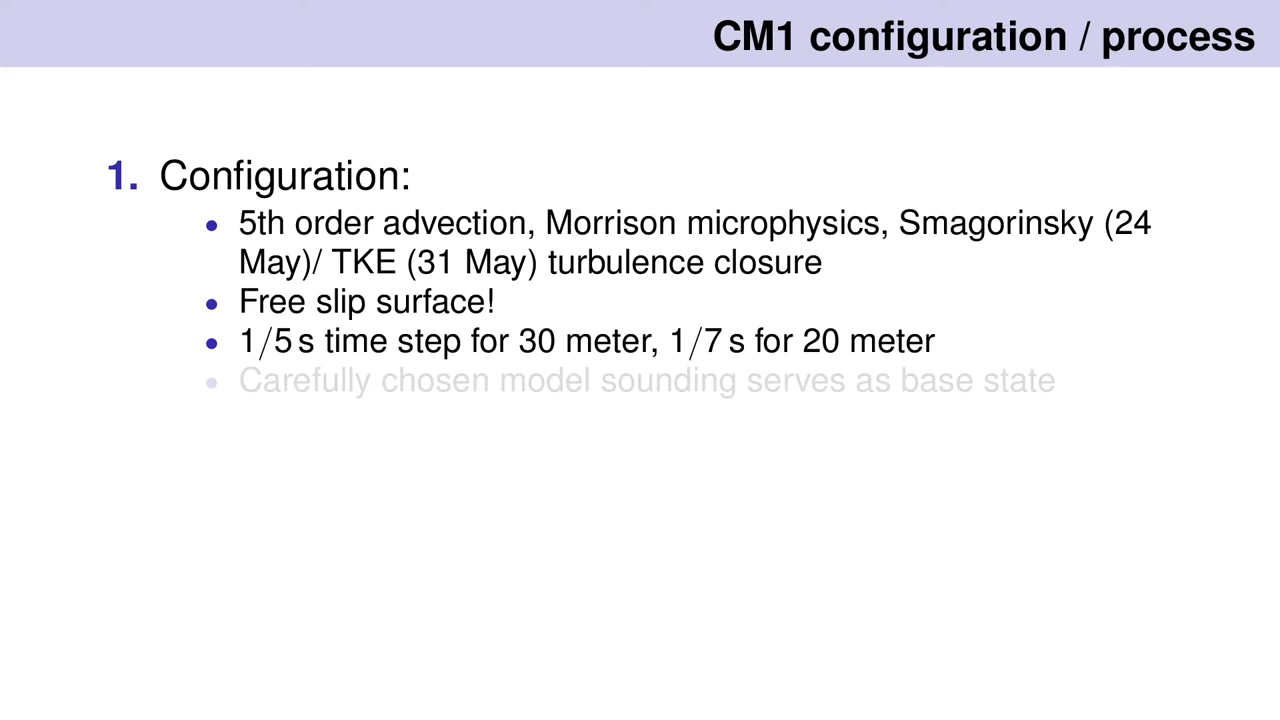 CM1 configuration / process
1. Configuration:
• 5th order advection, Morrison microphysics, Smagorinsky (24
May)/ TKE (31 May) turbulence closure
• Free slip surface!
• 1/5 s time step for 30 meter, 1/7 s for 20 meter
• Carefully chosen model sounding serves as base state